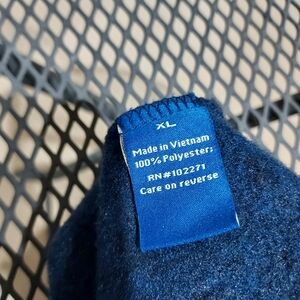 XL
Made in Vietnam
100% Polyester;
RN#102271
Care on reverse